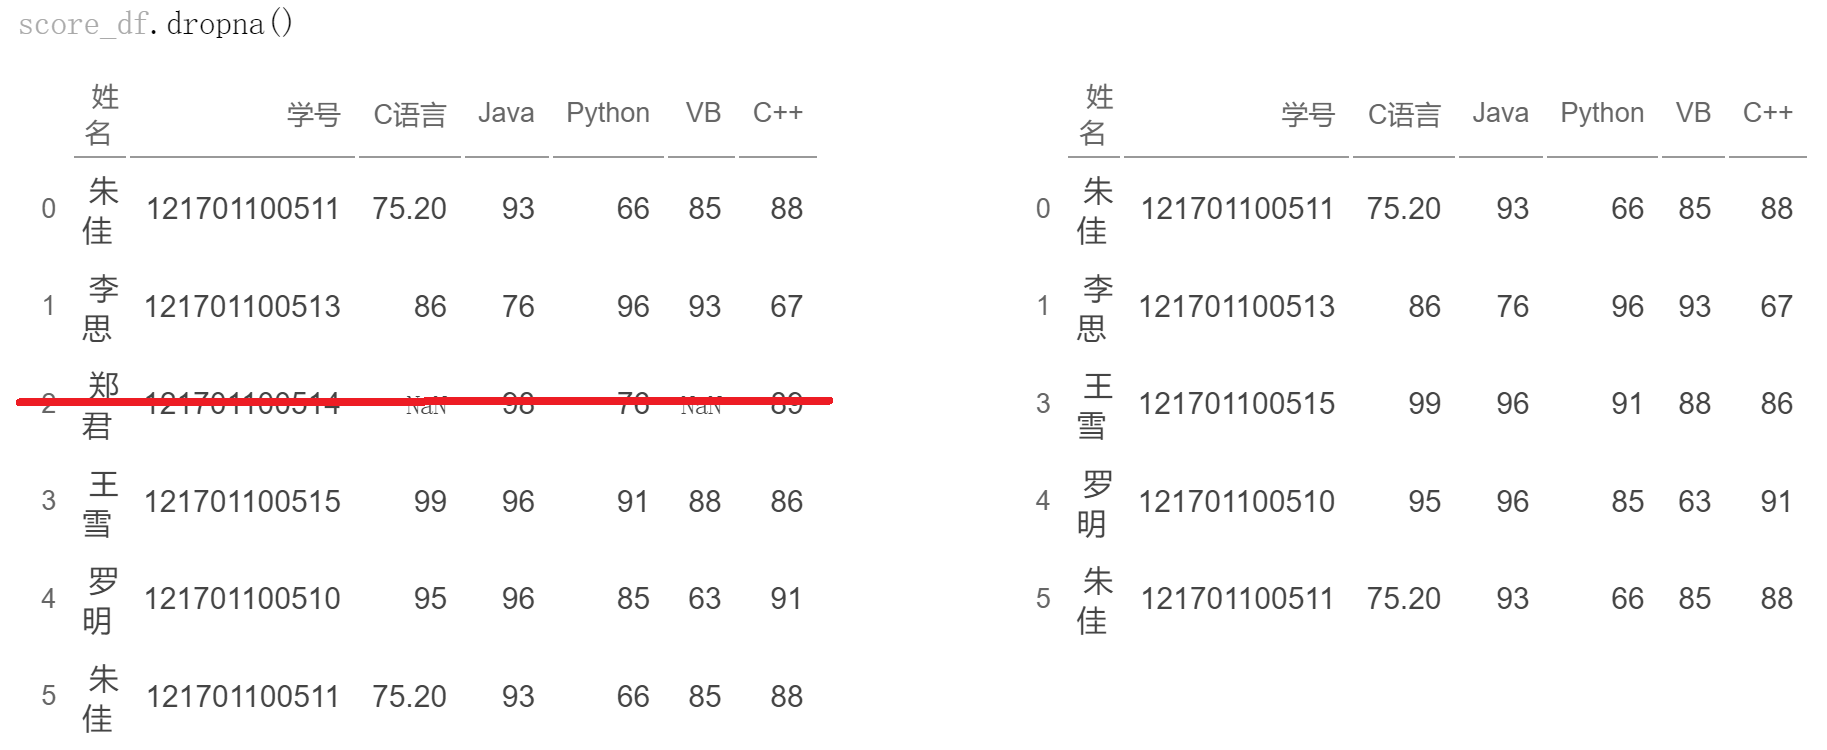 score_df.dropna()
姓名 学号 C语言 Java Python VB C++
0 朱佳 121701100511 75.20 93 66 85 88
1 李思 121701100513 86 76 96 93 67
2 郑君 121701100514 NaN 98 76 NaN 89
3 王雪 121701100515 99 96 91 88 86
4 罗明 121701100510 95 96 85 63 91
5 朱佳 121701100511 75.20 93 66 85 88
姓名 学号 C语言 Java Python VB C++
0 朱佳 121701100511 75.20 93 66 85 88
1 李思 121701100513 86 76 96 93 67
3 王雪 121701100515 99 96 91 88 86
4 罗明 121701100510 95 96 85 63 91
5 朱佳 121701100511 75.20 93 66 85 88